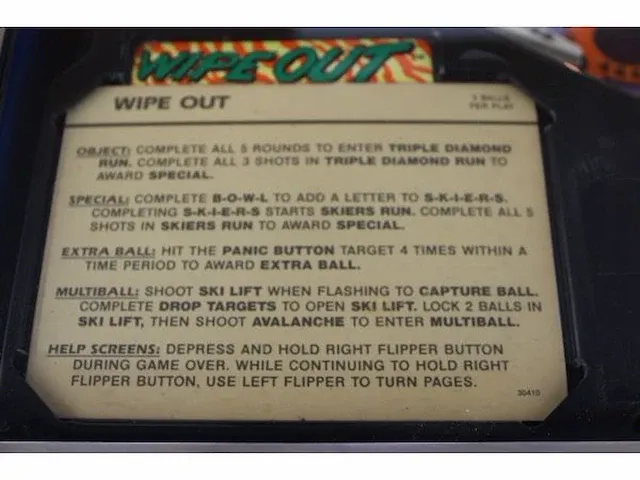 WIPE OUT
WIPE OUT
3 BALLS
PER PLAY
OBJECT: COMPLETE ALL 5 ROUNDS TO ENTER TRIPLE DIAMOND
RUN. COMPLETE ALL 3 SHOTS IN TRIPLE DIAMOND RUN TO
AWARD SPECIAL.
SPECIAL: COMPLETE B-O-W-L TO ADD A LETTER TO S-K-I-E-R-S.
COMPLETING S-K-I-E-R-S STARTS SKIERS RUN. COMPLETE ALL 5
SHOTS IN SKIERS RUN TO AWARD SPECIAL.
EXTRA BALL: HIT THE PANIC BUTTON TARGET 4 TIMES WITHIN A
TIME PERIOD TO AWARD EXTRA BALL.
MULTIBALL: SHOOT SKI LIFT WHEN FLASHING TO CAPTURE BALL.
COMPLETE DROP TARGETS TO OPEN SKI LIFT. LOCK 2 BALLS IN
SKI LIFT, THEN SHOOT AVALANCHE TO ENTER MULTIBALL.
HELP SCREENS: DEPRESS AND HOLD RIGHT FLIPPER BUTTON
DURING GAME OVER. WHILE CONTINUING TO HOLD RIGHT
FLIPPER BUTTON, USE LEFT FLIPPER TO TURN PAGES.
30410